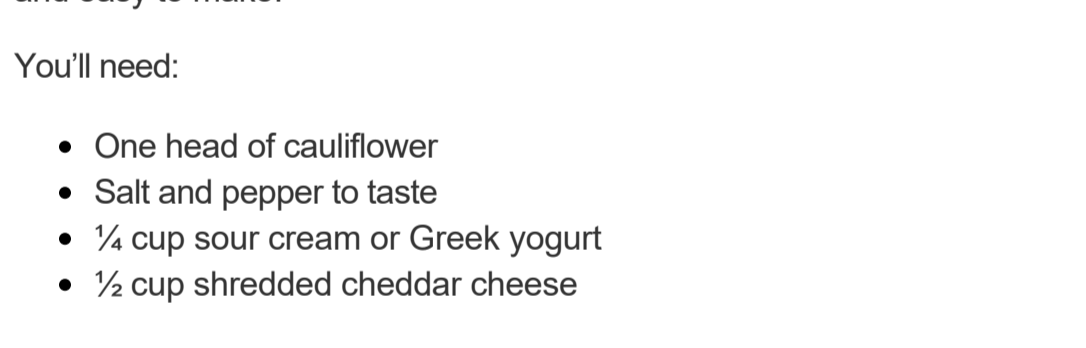 You’ll need:
One head of cauliflower
Salt and pepper to taste
¼ cup sour cream or Greek yogurt
½ cup shredded cheddar cheese